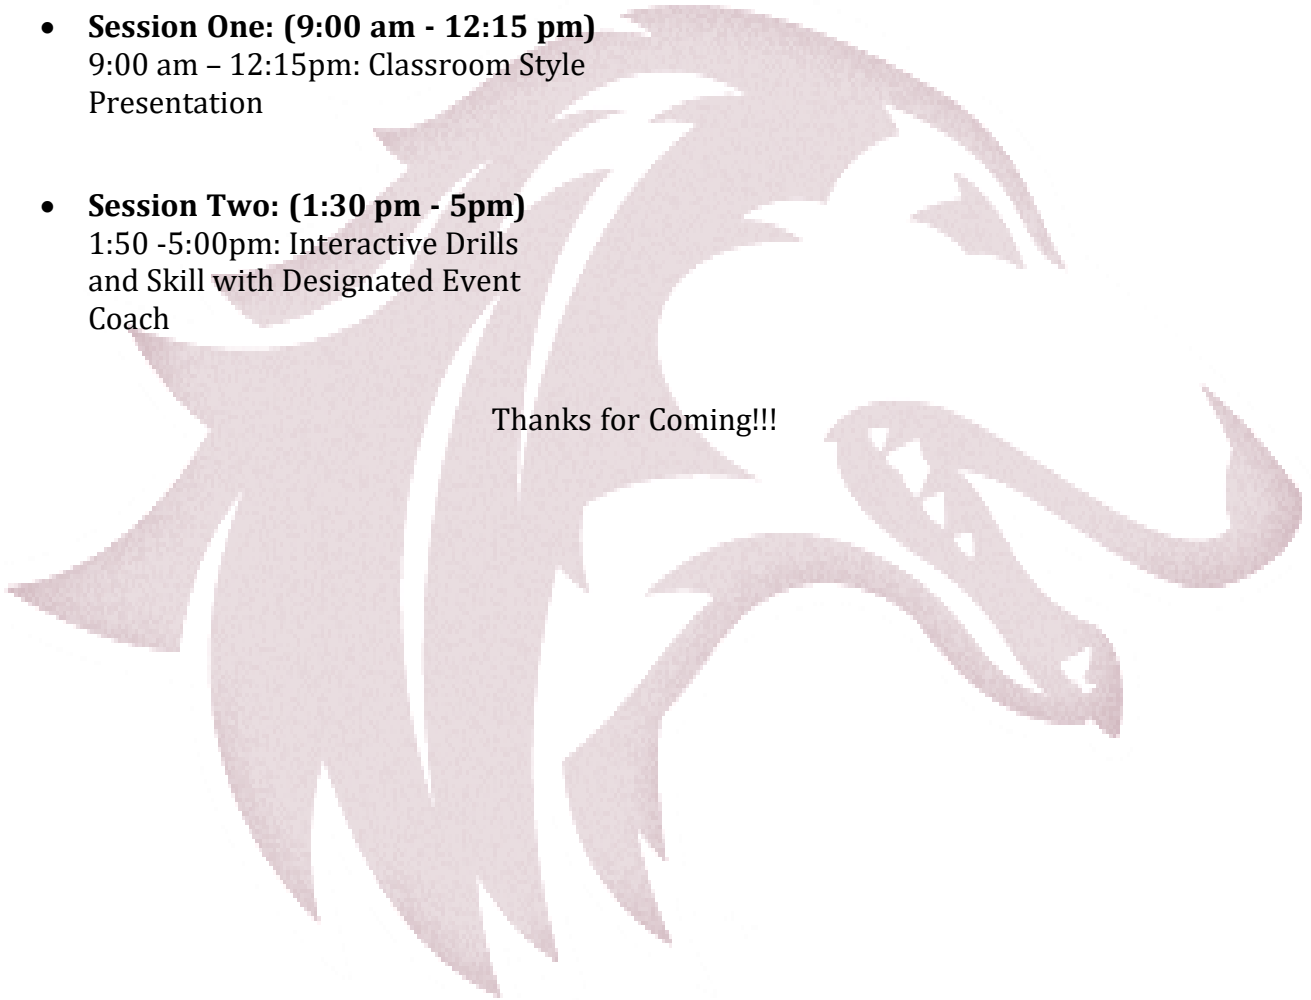 • Session One: (9:00 am - 12:15 pm)
9:00 am – 12:15pm: Classroom Style
Presentation
• Session Two: (1:30 pm - 5pm)
1:50 -5:00pm: Interactive Drills
and Skill with Designated Event
Coach
Thanks for Coming!!!